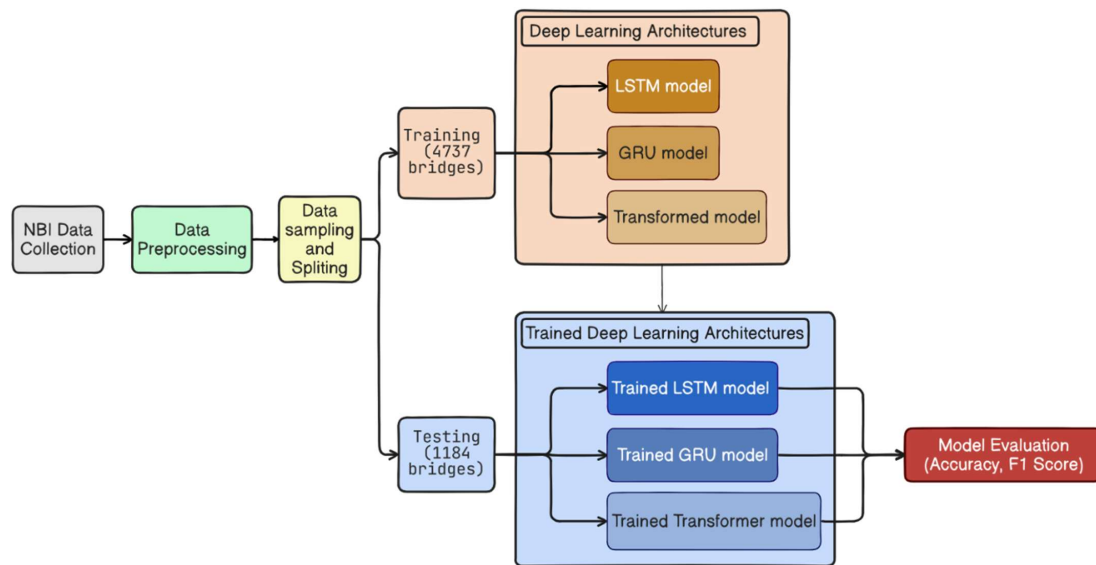 Deep Learning Architectures
LSTM model
Training
(4737
bridges)
GRU model
Transformed model
NBI Data
Collection
Data
Preprocessing
Data
sampling
and
Spliting
Trained Deep Learning Architectures
Trained LSTM model
Testing
(1184
bridges)
Trained GRU model
Trained Transformer model
Model Evaluation
(Accuracy, F1 Score)